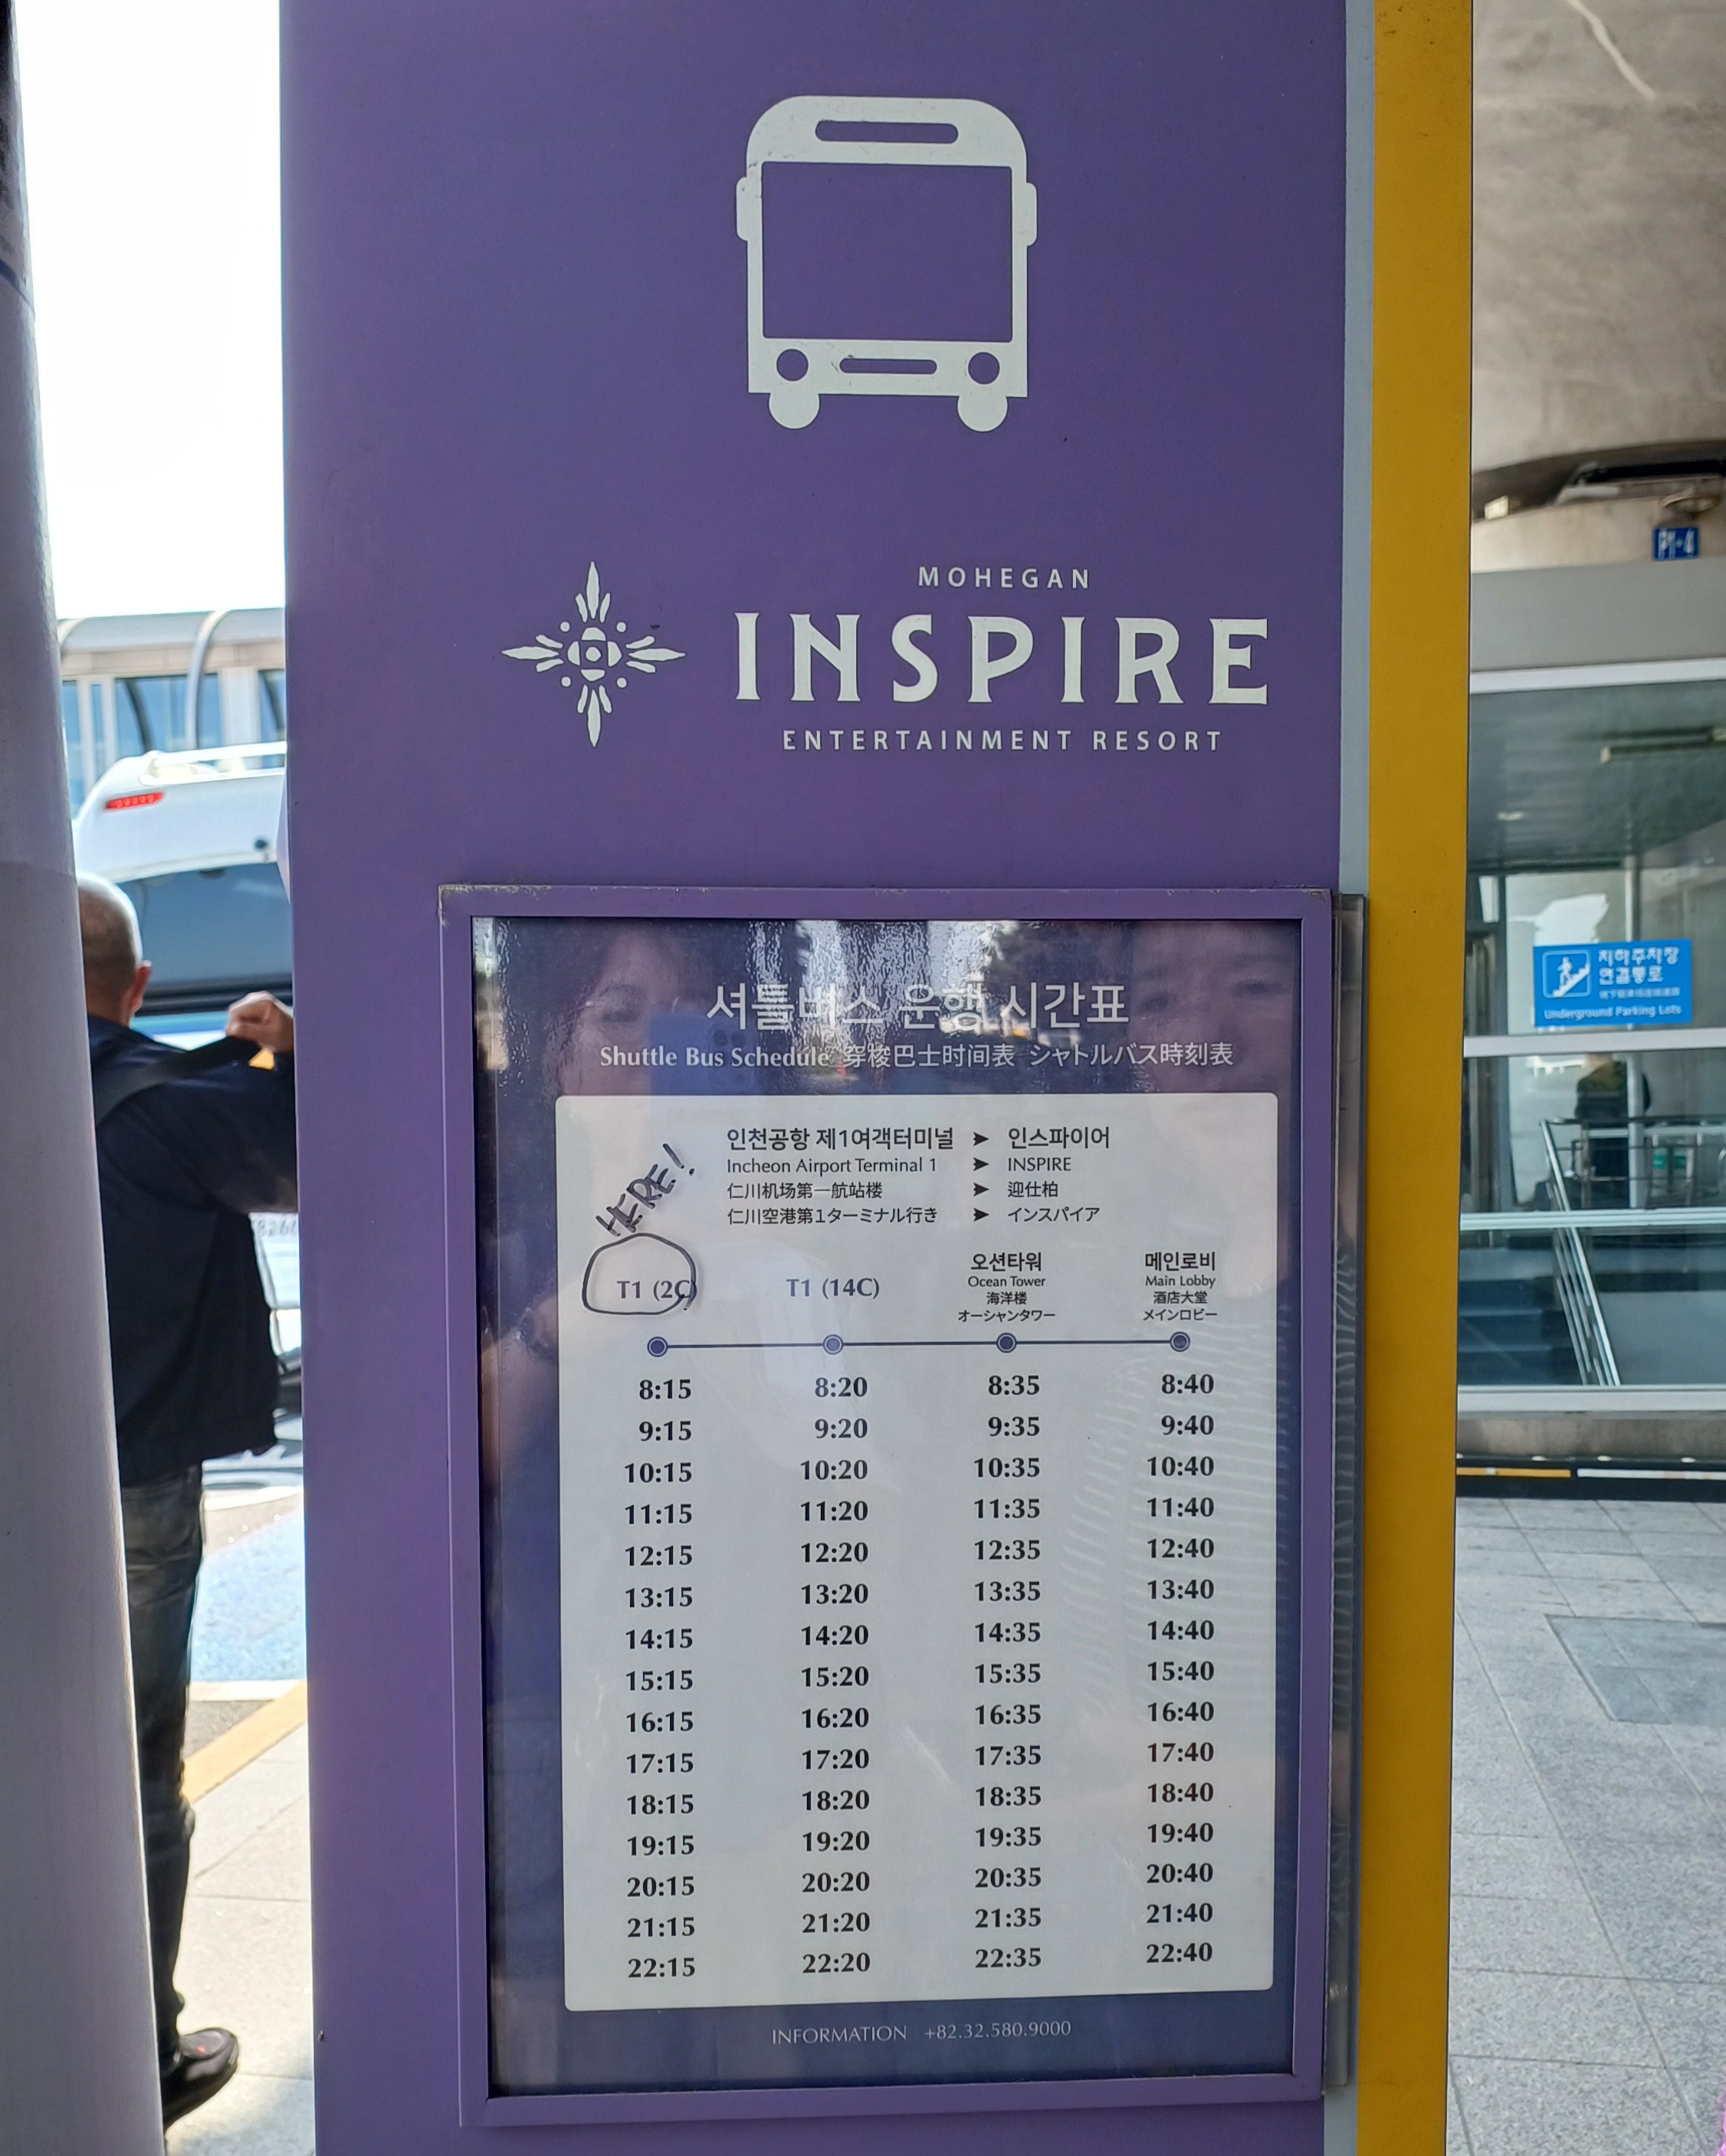 MOHEGAN
INSPIRE
ENTERTAINMENT RESORT
셔틀버스 운행 시간표
Shuttle Bus Schedule 穿梭巴士时间表 シャトルバス時刻表
인천공항 제1여객터미널 ➤ 인스파이어
Incheon Airport Terminal 1 ➤ INSPIRE
仁川机场第一航站楼 ➤ 迎仕柏
仁川空港第1ターミナル行き ➤ インスパイア
HERE!
T1 (2C) T1 (14C)
오션타워
Ocean Tower
海洋楼
オーシャンタワー
메인로비
Main Lobby
酒店大堂
メインロビー
8:15 8:20 8:35 8:40
9:15 9:20 9:35 9:40
10:15 10:20 10:35 10:40
11:15 11:20 11:35 11:40
12:15 12:20 12:35 12:40
13:15 13:20 13:35 13:40
14:15 14:20 14:35 14:40
15:15 15:20 15:35 15:40
16:15 16:20 16:35 16:40
17:15 17:20 17:35 17:40
18:15 18:20 18:35 18:40
19:15 19:20 19:35 19:40
20:15 20:20 20:35 20:40
21:15 21:20 21:35 21:40
22:15 22:20 22:35 22:40
INFORMATION +82.32.580.9000
지하주차장
연결통로
Underground Parking Lots